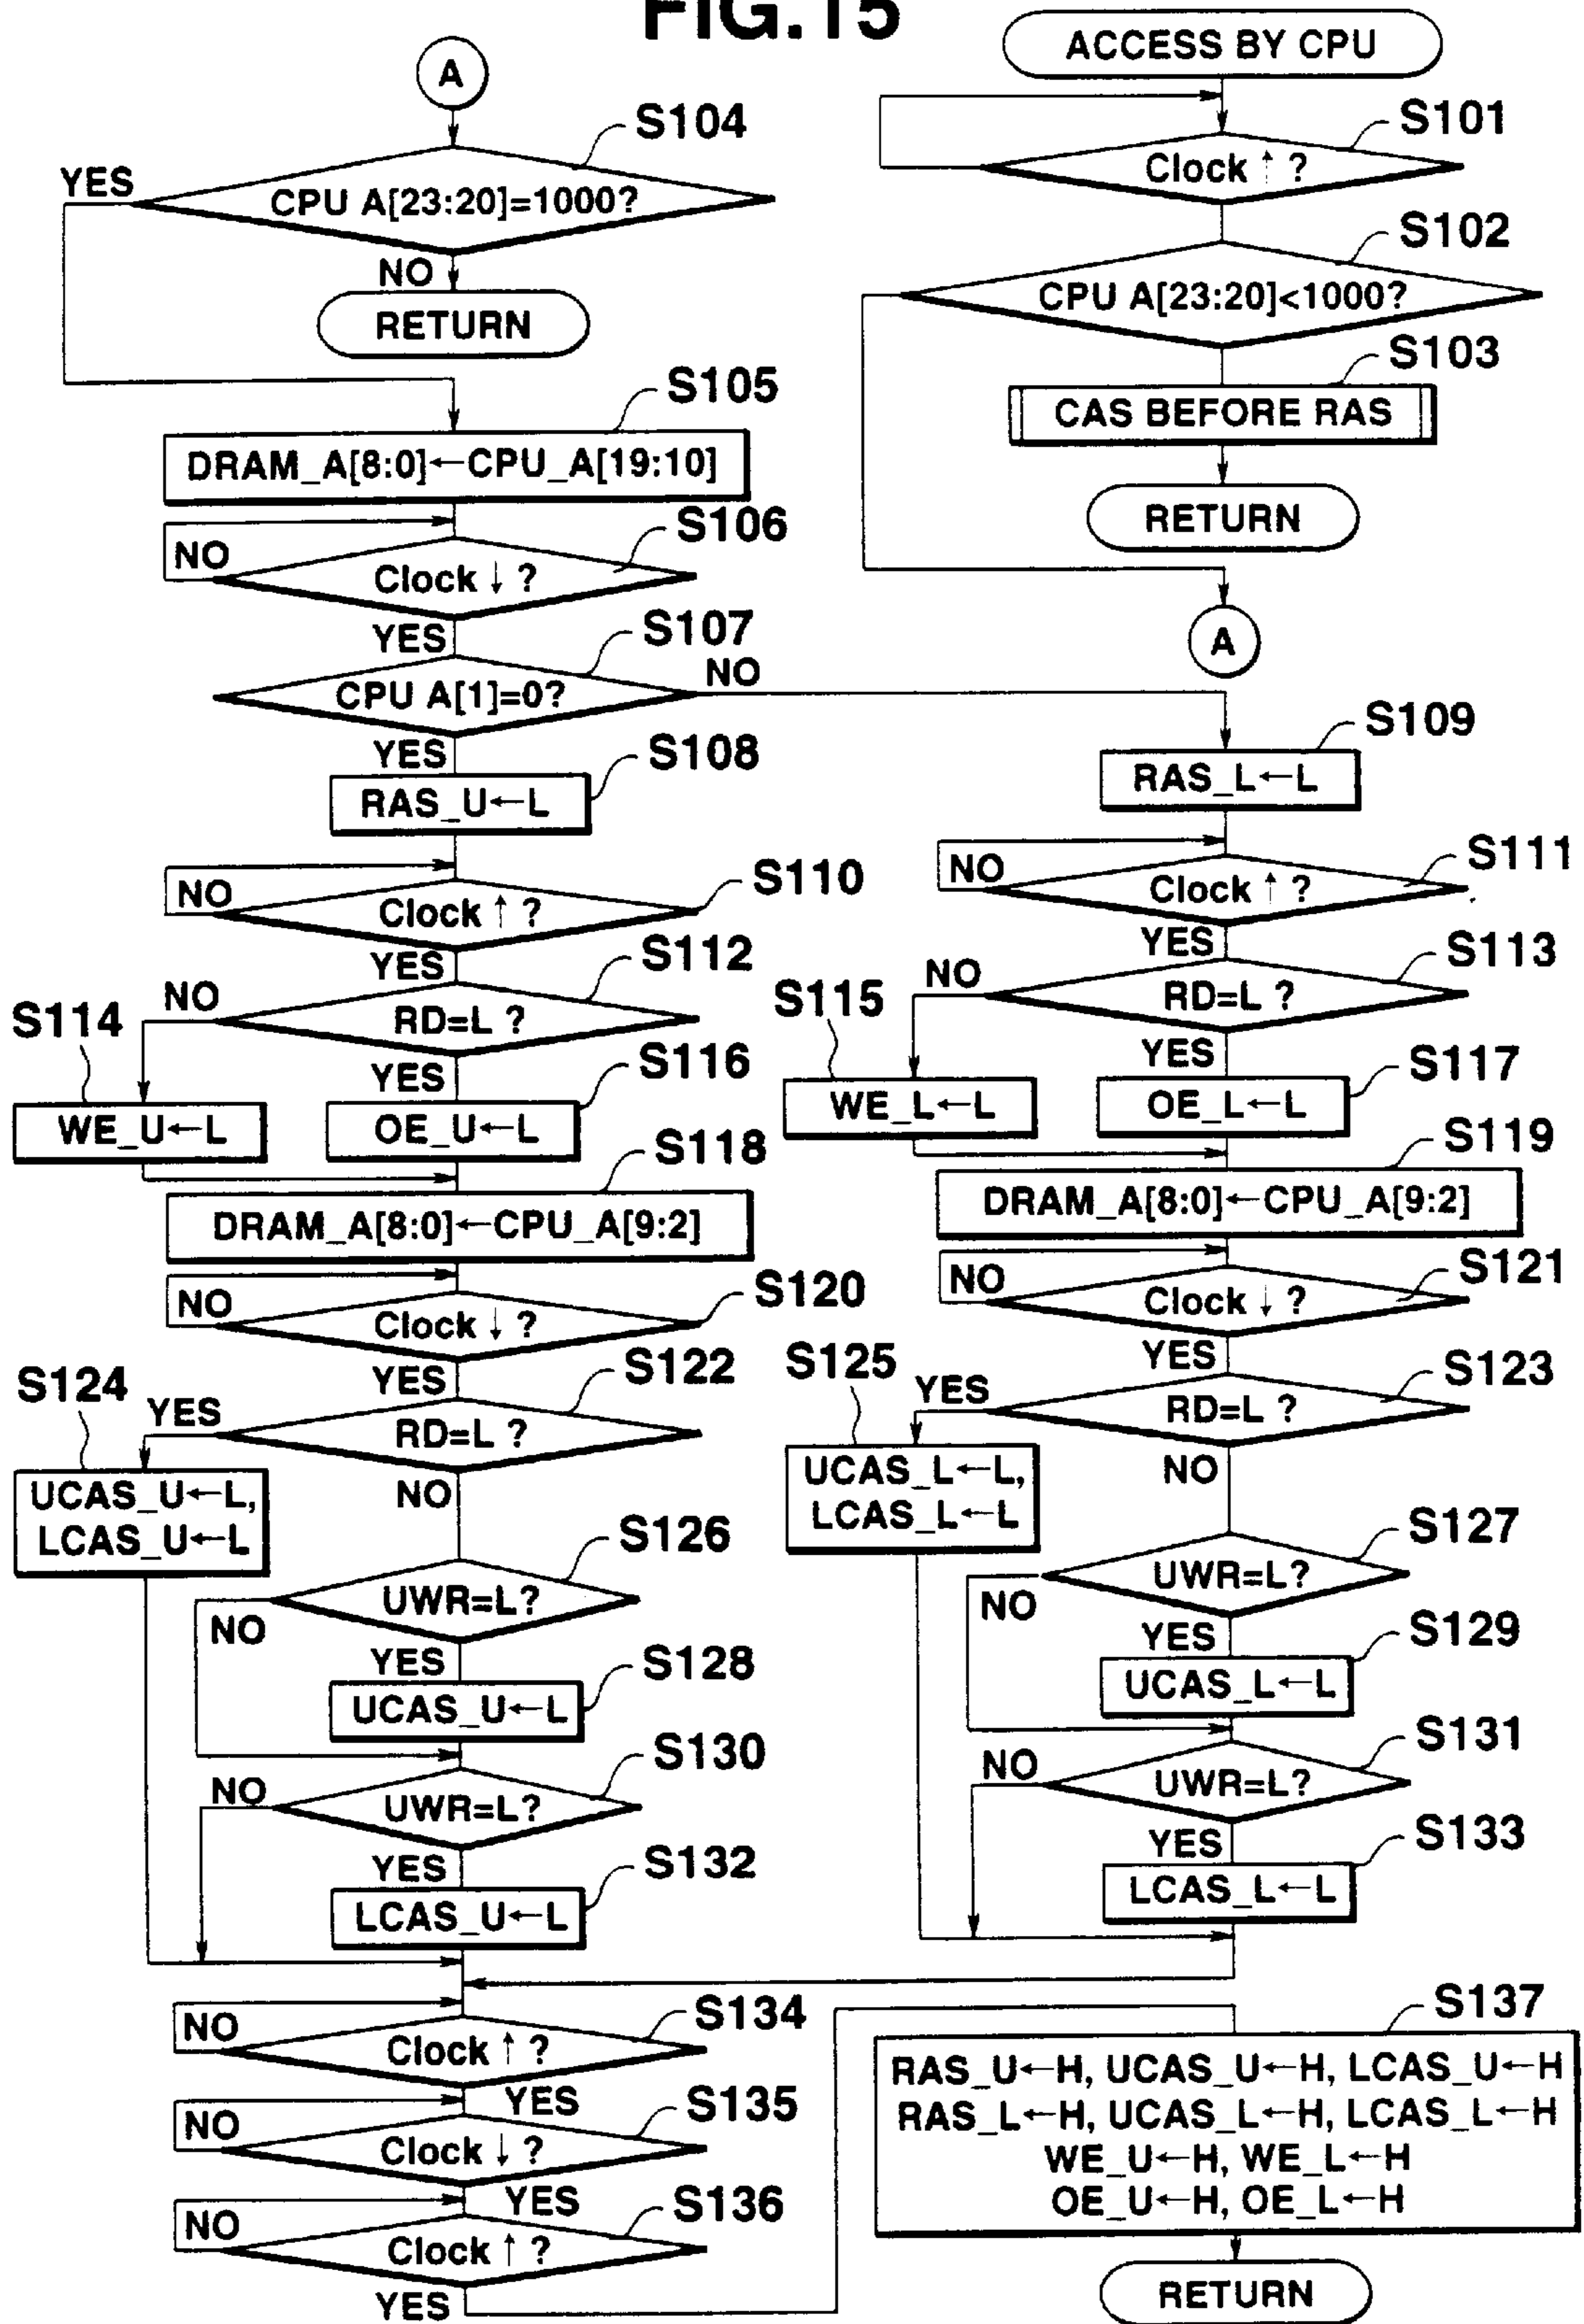 FIG.15
ACCESS BY CPU
S101
Clock ↑ ?
S102
CPU A[23:20]<1000?
S103
CAS BEFORE RAS
RETURN
A
A
S104
YES
CPU A[23:20]=1000?
NO
RETURN
S105
DRAM_A[8:0]←CPU_A[19:10]
S106
NO
Clock ↓ ?
YES
S107
NO
CPU A[1]=0?
YES
S108
RAS_U←L
S110
NO
Clock ↑ ?
YES
S112
NO
RD=L ?
S114
YES
S116
WE_U←L
OE_U←L
S118
DRAM_A[8:0]←CPU_A[9:2]
S120
NO
Clock ↓ ?
YES
S122
S124
YES
RD=L ?
UCAS_U←L,
LCAS_U←L
NO
S126
UWR=L?
NO
YES
S128
UCAS_U←L
S130
NO
UWR=L?
YES
S132
LCAS_U←L
S109
RAS_L←L
S111
NO
Clock ↑ ?
YES
S113
NO
RD=L ?
S115
YES
S117
WE_L←L
OE_L←L
S119
DRAM_A[8:0]←CPU_A[9:2]
S121
NO
Clock ↓ ?
YES
S123
S125
YES
RD=L ?
UCAS_L←L,
LCAS_L←L
NO
S127
UWR=L?
NO
YES
S129
UCAS_L←L
S131
NO
UWR=L?
YES
S133
LCAS_L←L
S134
NO
Clock ↑ ?
YES
S135
NO
Clock ↓ ?
YES
S136
NO
Clock ↑ ?
YES
S137
RAS_U←H, UCAS_U←H, LCAS_U←H
RAS_L←H, UCAS_L←H, LCAS_L←H
WE_U←H, WE_L←H
OE_U←H, OE_L←H
RETURN